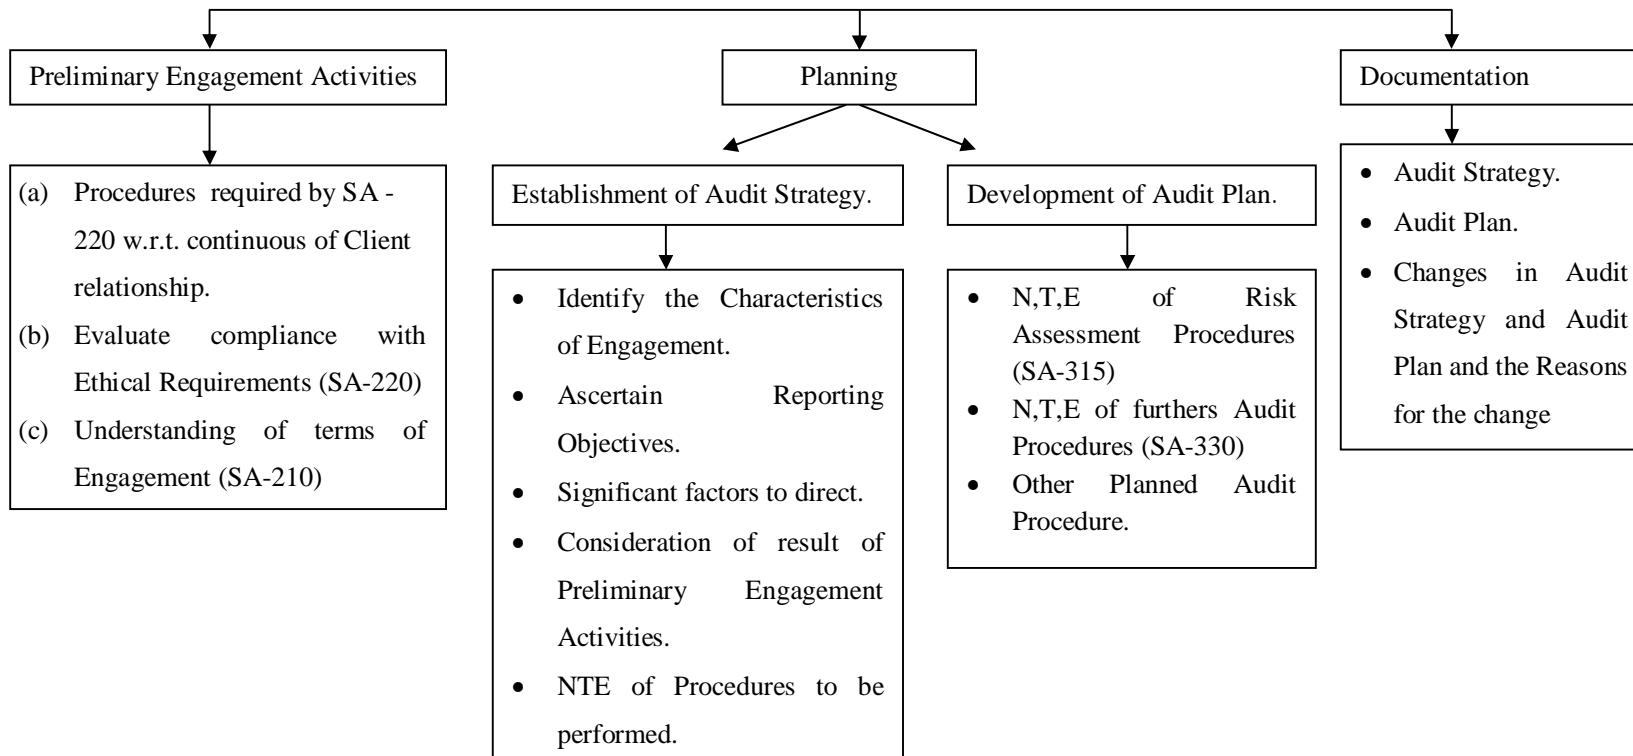 Preliminary Engagement Activities
(a) Procedures required by SA -
220 w.r.t. continuous of Client
relationship.
(b) Evaluate compliance with
Ethical Requirements (SA-220)
(c) Understanding of terms of
Engagement (SA-210)
Planning
Establishment of Audit Strategy.
• Identify the Characteristics
of Engagement.
• Ascertain Reporting
Objectives.
• Significant factors to direct.
• Consideration of result of
Preliminary Engagement
Activities.
• NTE of Procedures to be
performed.
Development of Audit Plan.
• N,T,E of Risk
Assessment Procedures
(SA-315)
• N,T,E of furthers Audit
Procedures (SA-330)
• Other Planned Audit
Procedure.
Documentation
• Audit Strategy.
• Audit Plan.
• Changes in Audit
Strategy and Audit
Plan and the Reasons
for the change